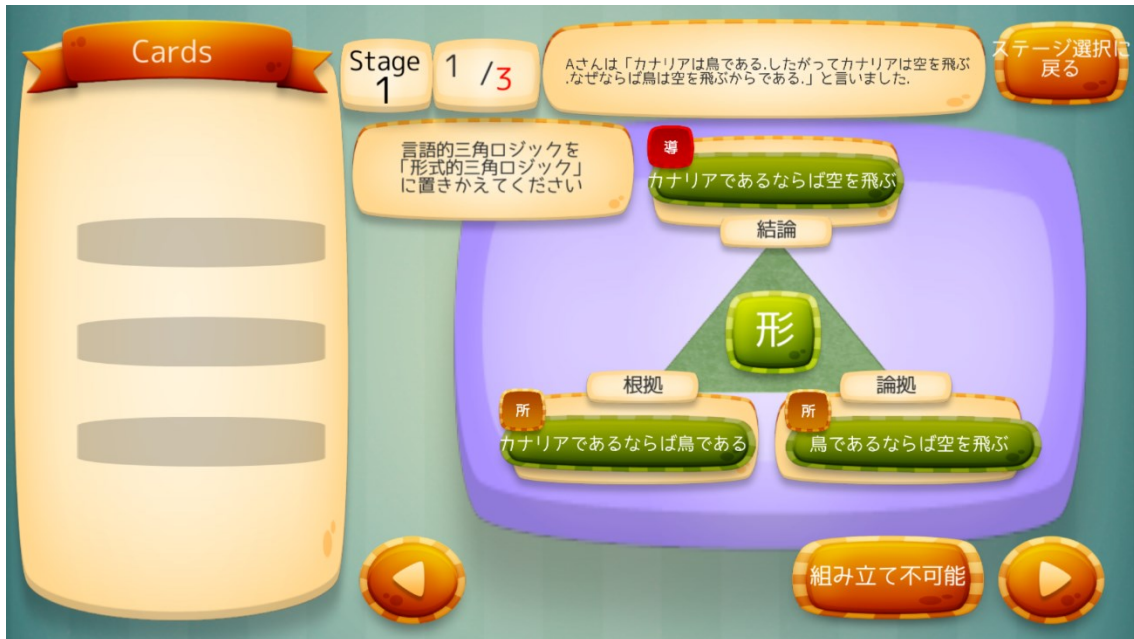 Cards
Stage
1
1 /3
Aさんは「カナリアは鳥である.したがってカナリアは空を飛ぶ
.なぜならば鳥は空を飛ぶからである.」と言いました.
ステージ選択に
戻る
言語的三角ロジックを
「形式的三角ロジック」
に置きかえてください
導
カナリアであるならば空を飛ぶ
結論
形
根拠
論拠
所
カナリアであるならば鳥である
所
鳥であるならば空を飛ぶ
組み立て不可能